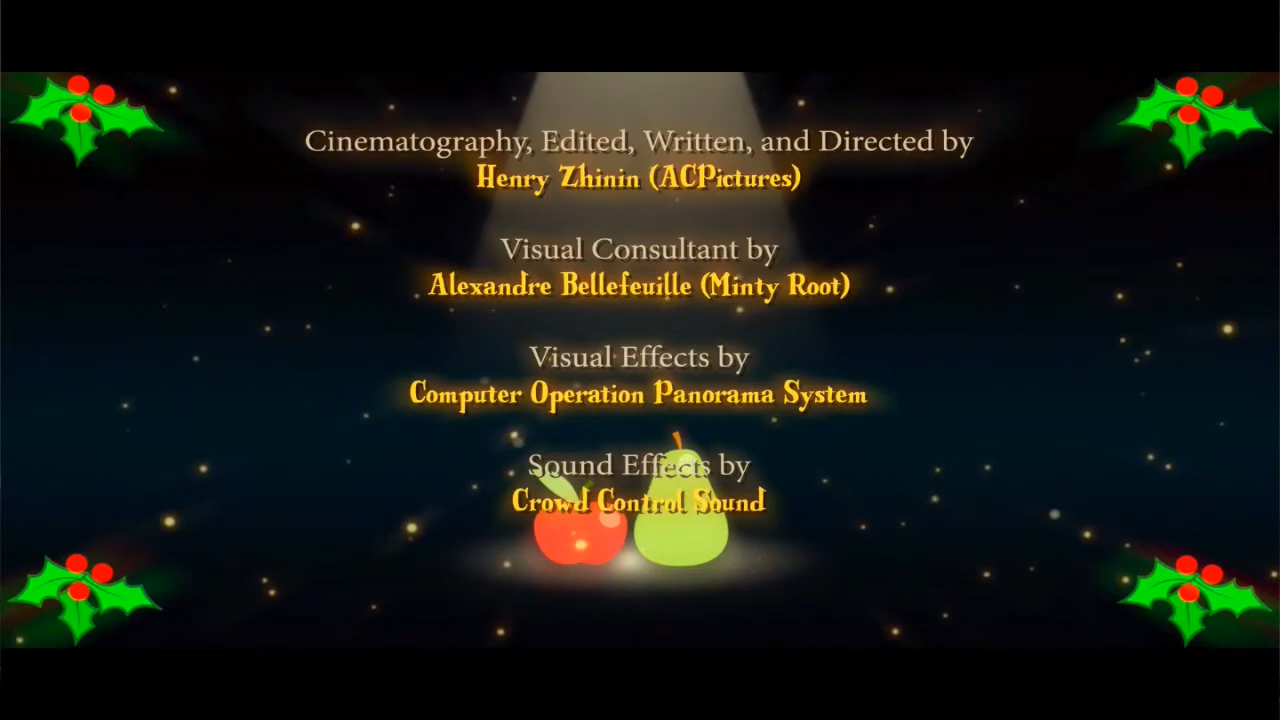 Cinematography, Edited, Written, and Directed by
Henry Zhinin (ACPictures)
Visual Consultant by
Alexandre Bellefeuille (Minty Root)
Visual Effects by
Computer Operation Panorama System
Sound Effects by
Crowd Control Sound